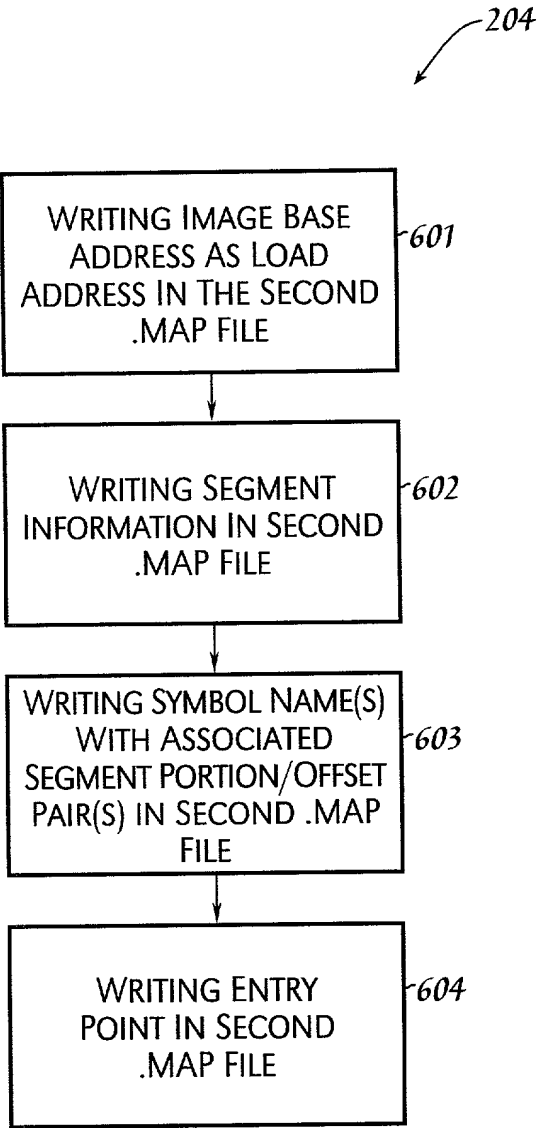 204
WRITING IMAGE BASE
ADDRESS AS LOAD
ADDRESS IN THE SECOND
.MAP FILE
601
WRITING SEGMENT
INFORMATION IN SECOND
.MAP FILE
602
WRITING SYMBOL NAME(S)
WITH ASSOCIATED
SEGMENT PORTION/OFFSET
PAIR(S) IN SECOND .MAP
FILE
603
WRITING ENTRY
POINT IN SECOND
.MAP FILE
604